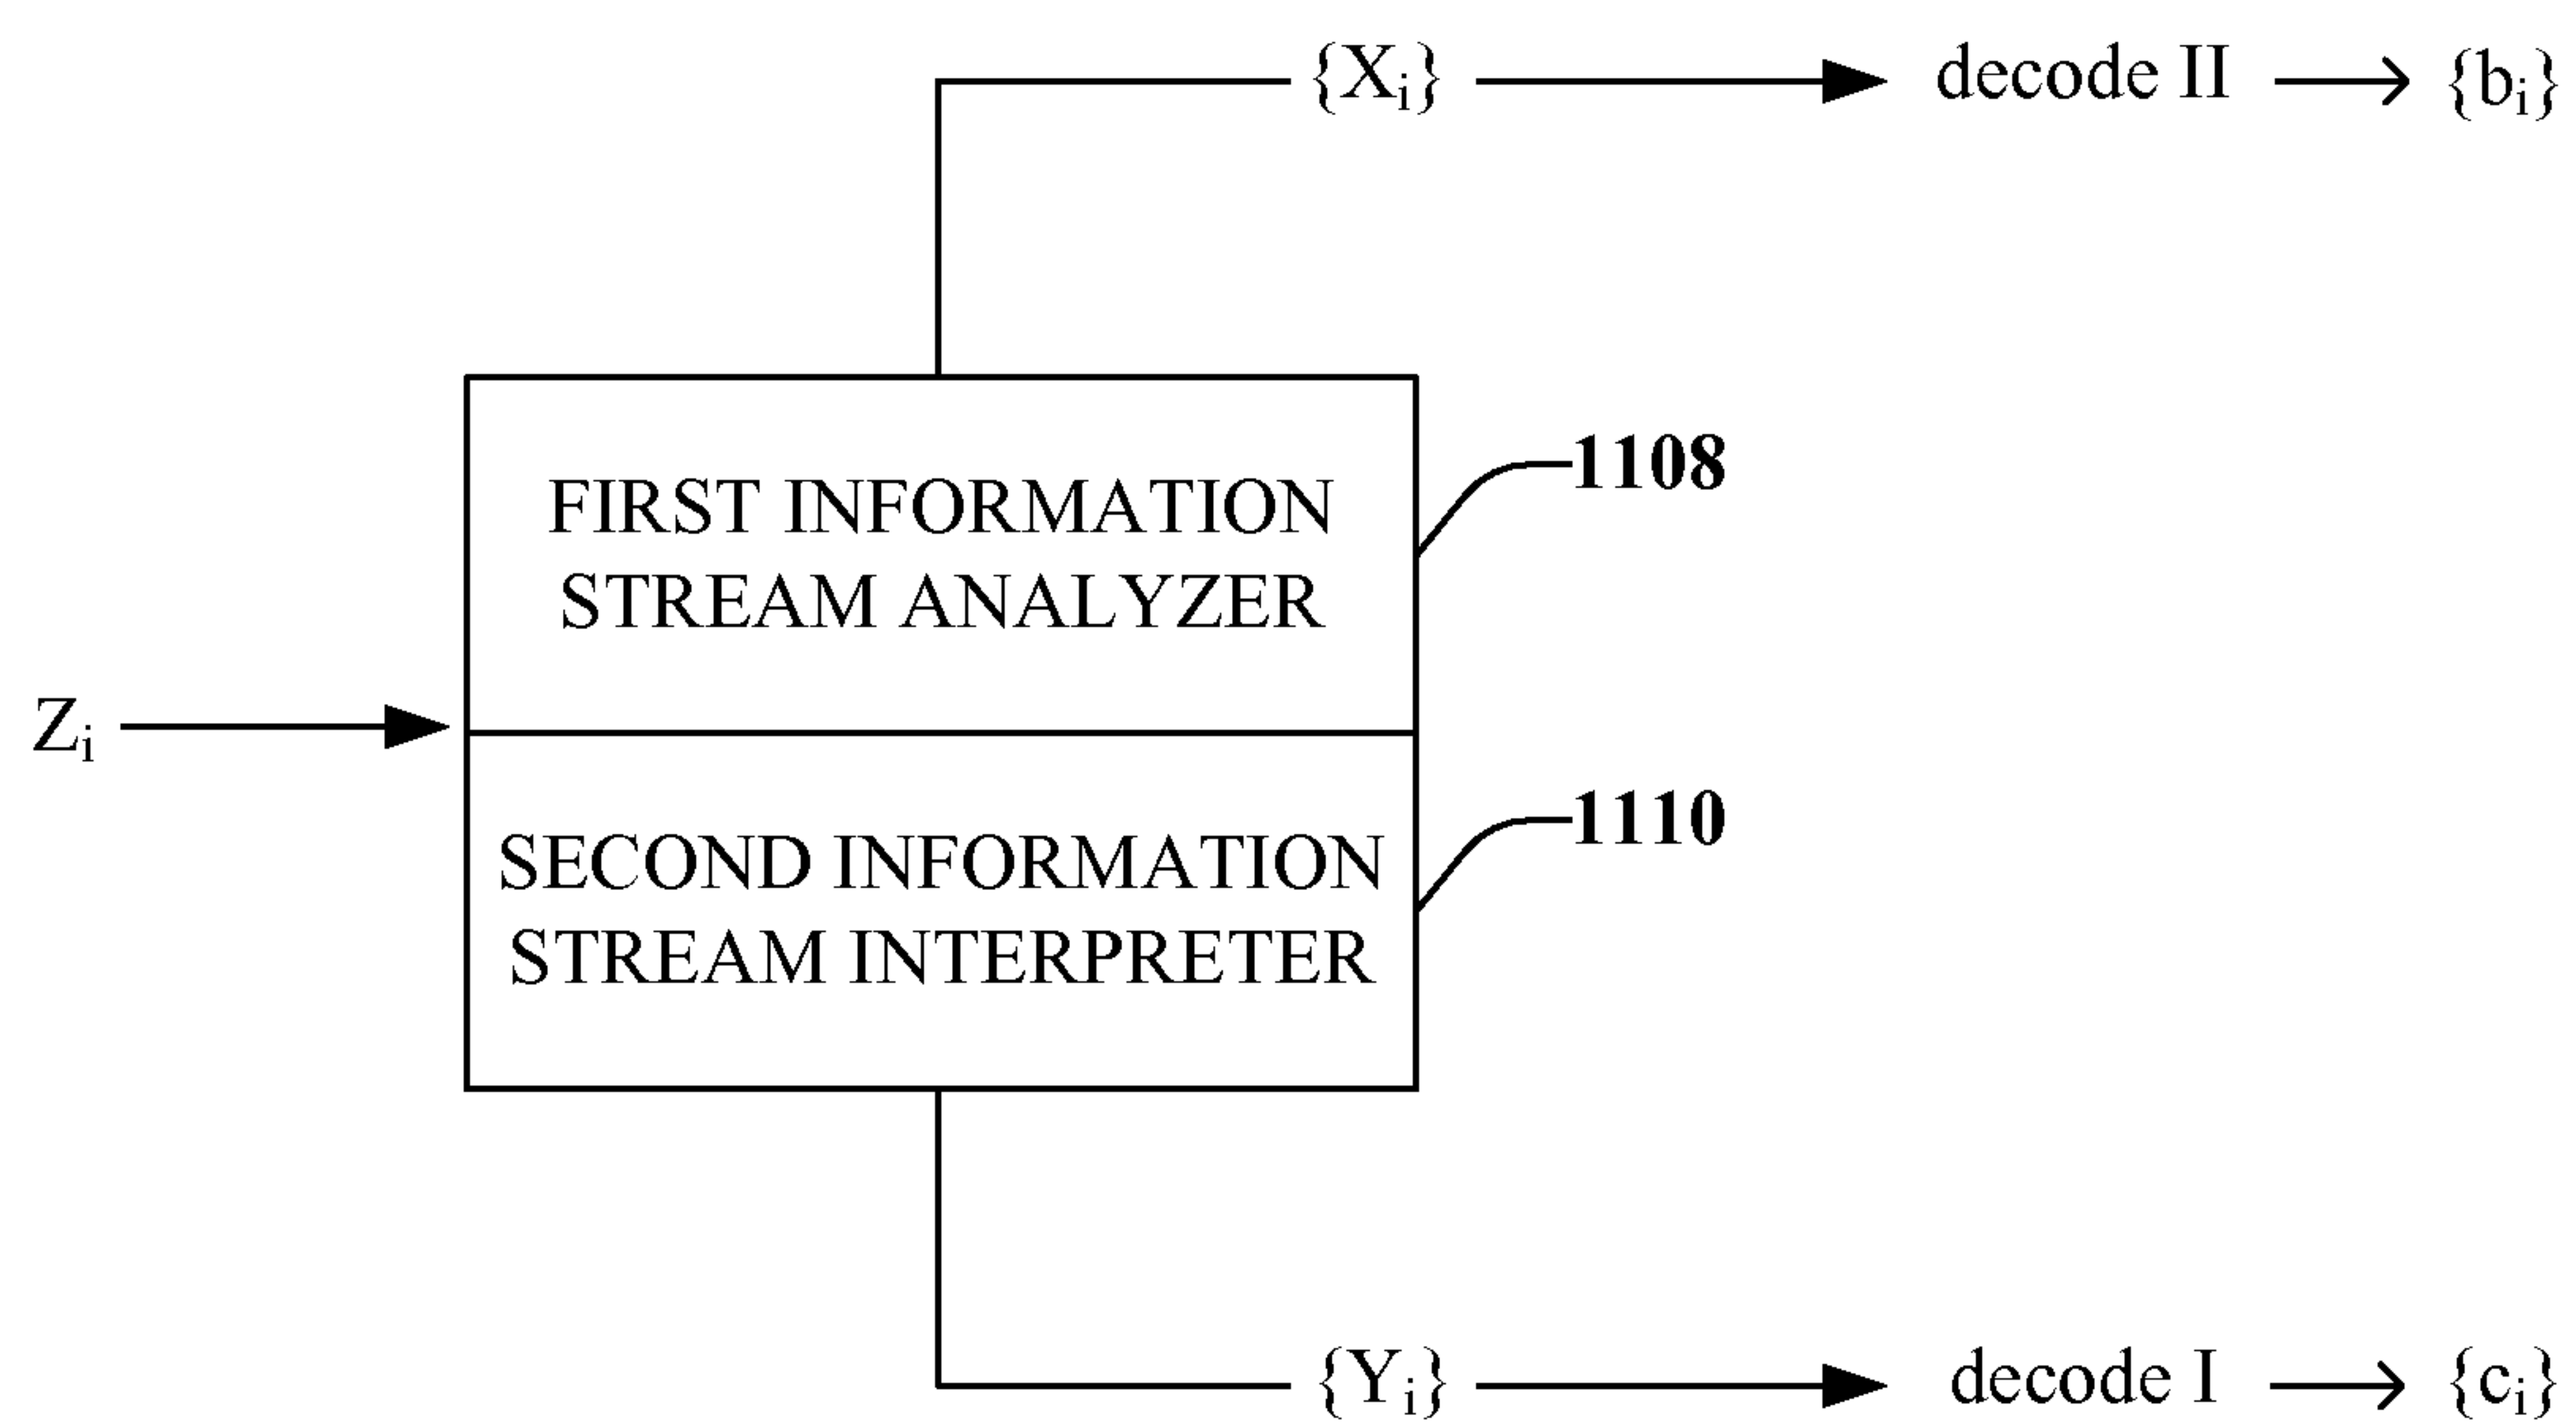 {Xi} decode II {bi}
FIRST INFORMATION
STREAM ANALYZER
1108
Zi
SECOND INFORMATION
STREAM INTERPRETER
1110
{Yi} decode I {ci}